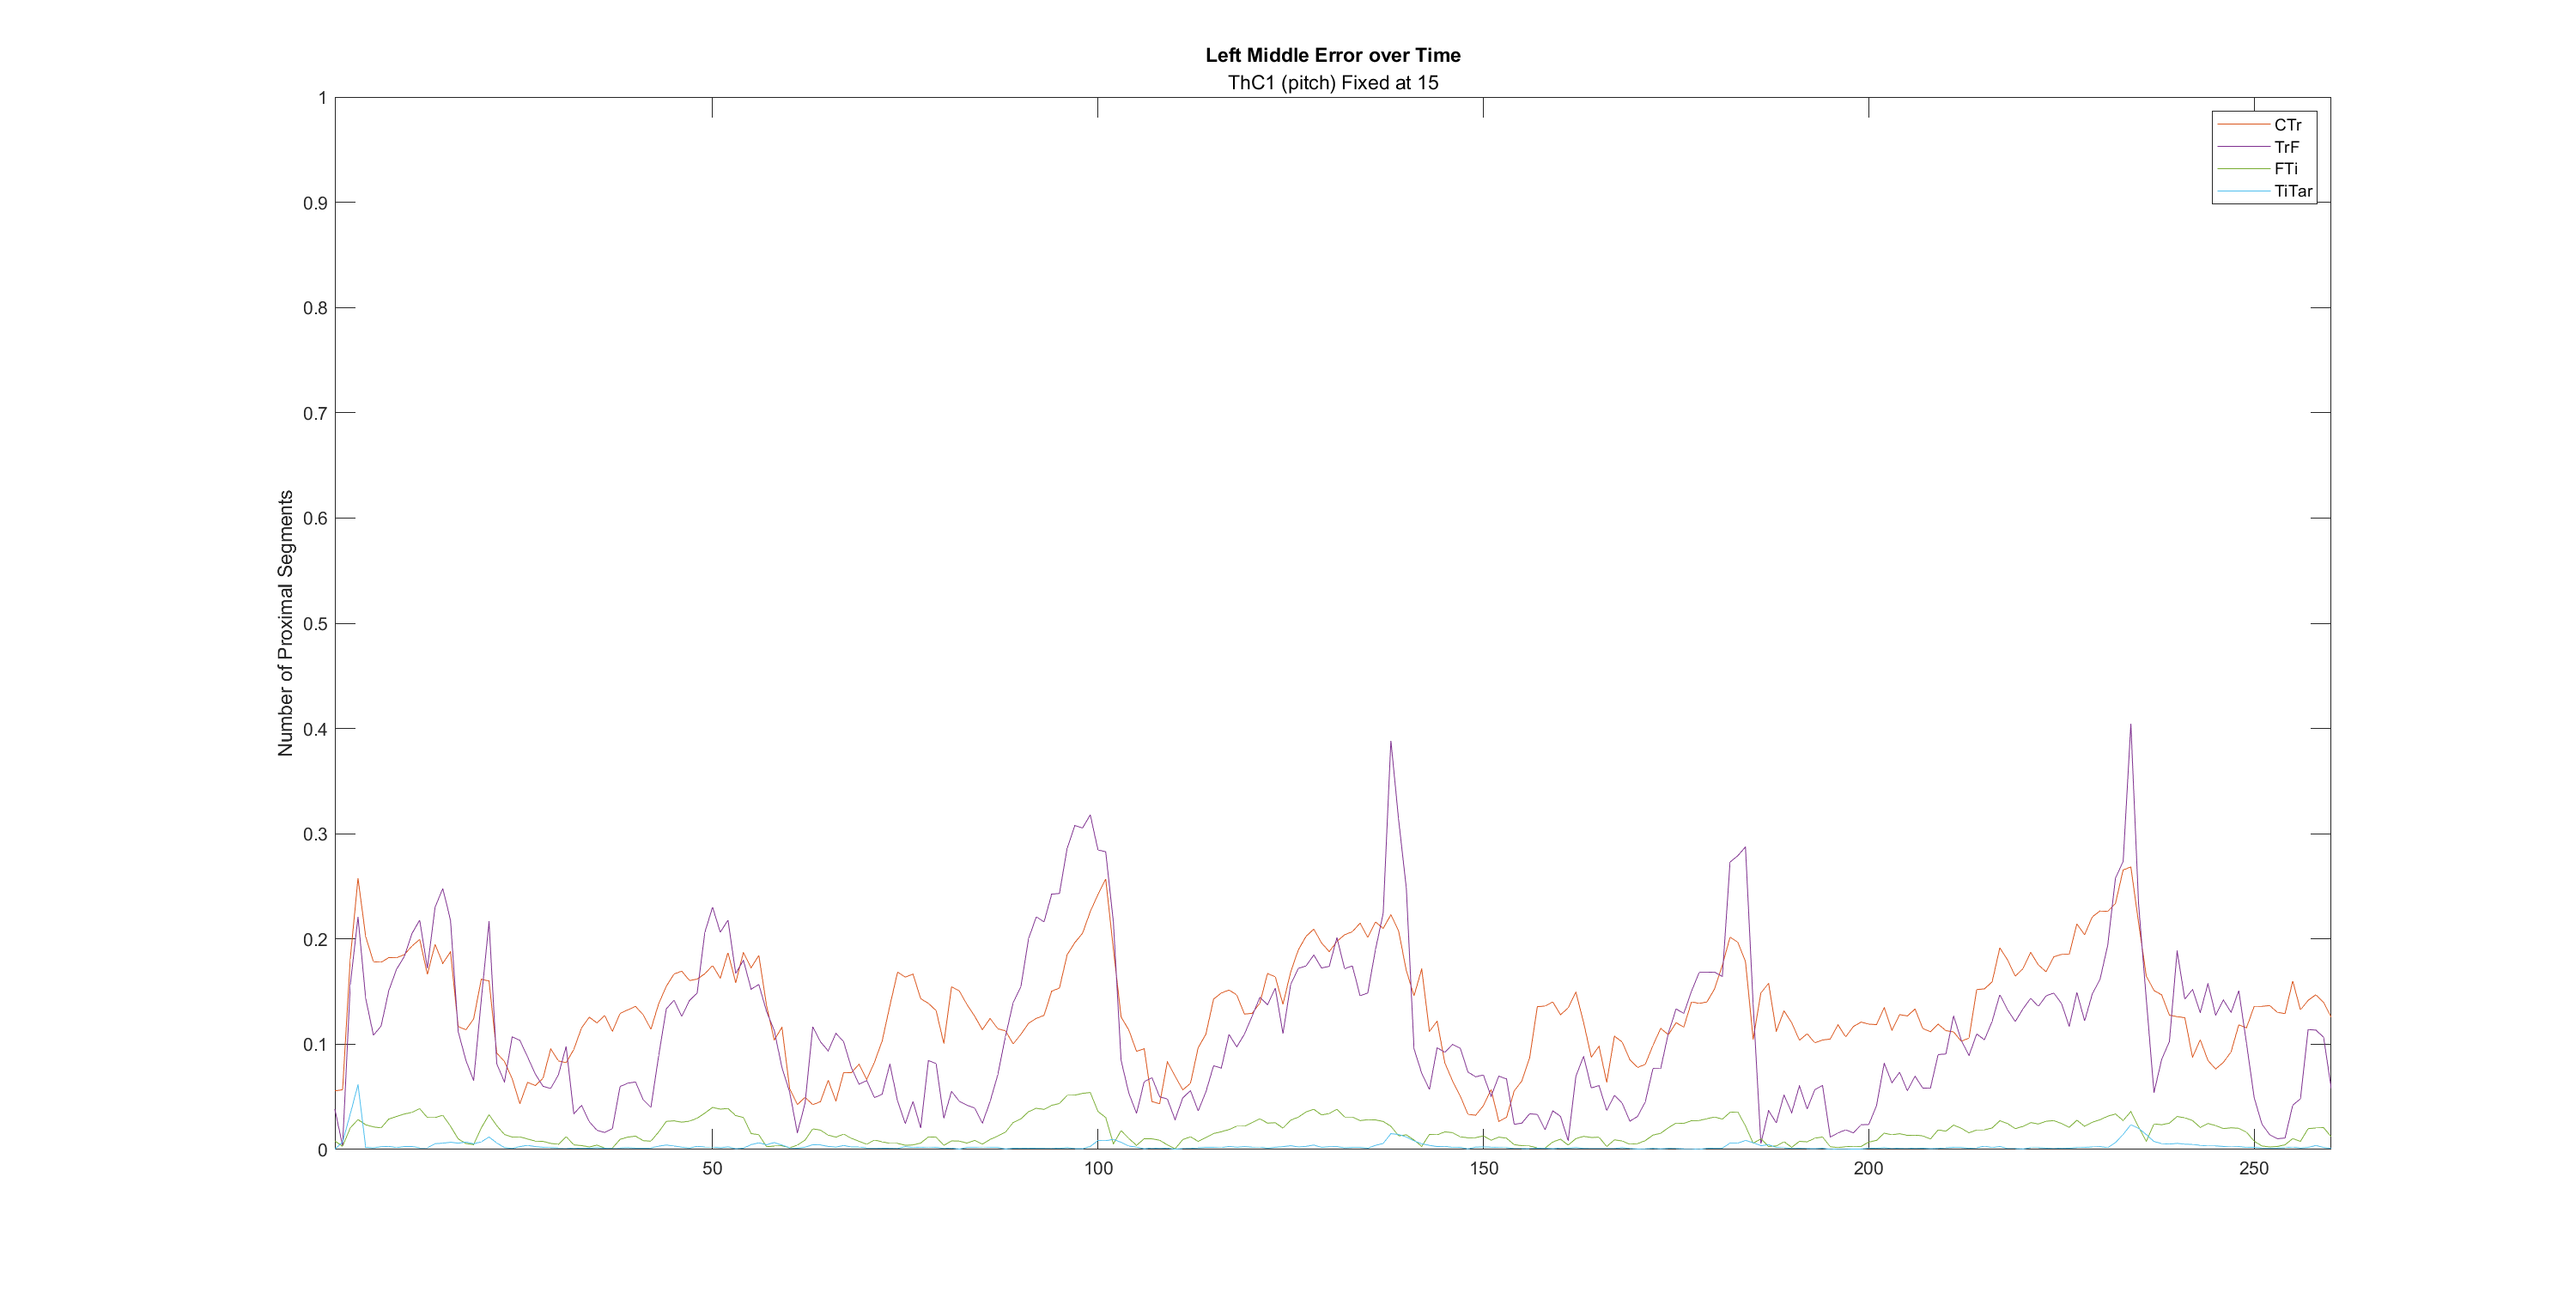 Left Middle Error over Time
ThC1 (pitch) Fixed at 15
1
0.9
0.8
0.7
0.6
0.5
0.4
0.3
0.2
0.1
0
Number of Proximal Segments
50
100
150
200
250
CTr
TrF
FTi
TiTar